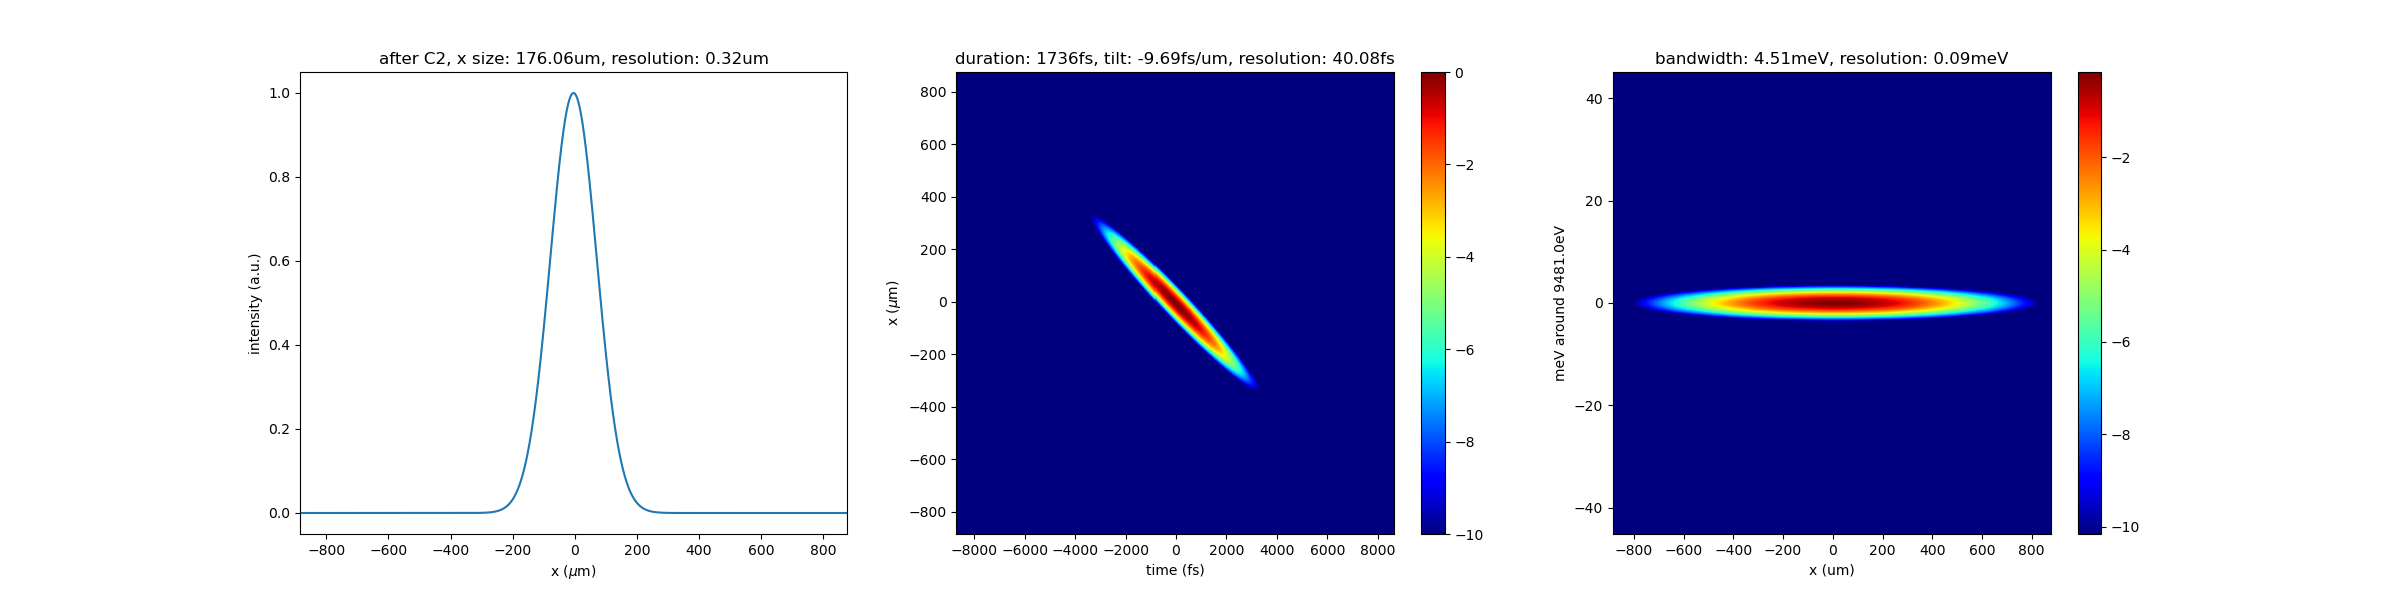 after C2, x size: 176.06um, resolution: 0.32um
1.0
0.8
0.6
0.4
0.2
0.0
intensity (a.u.)
−800 −600 −400 −200 0 200 400 600 800
x (μm)
duration: 1736fs, tilt: -9.69fs/um, resolution: 40.08fs
800
600
400
200
0
−200
−400
−600
−800
x (μm)
−8000 −6000 −4000 −2000 0 2000 4000 6000 8000
time (fs)
0
−2
−4
−6
−8
−10
bandwidth: 4.51meV, resolution: 0.09meV
40
20
0
−20
−40
meV around 9481.0eV
−800 −600 −400 −200 0 200 400 600 800
x (um)
−2
−4
−6
−8
−10